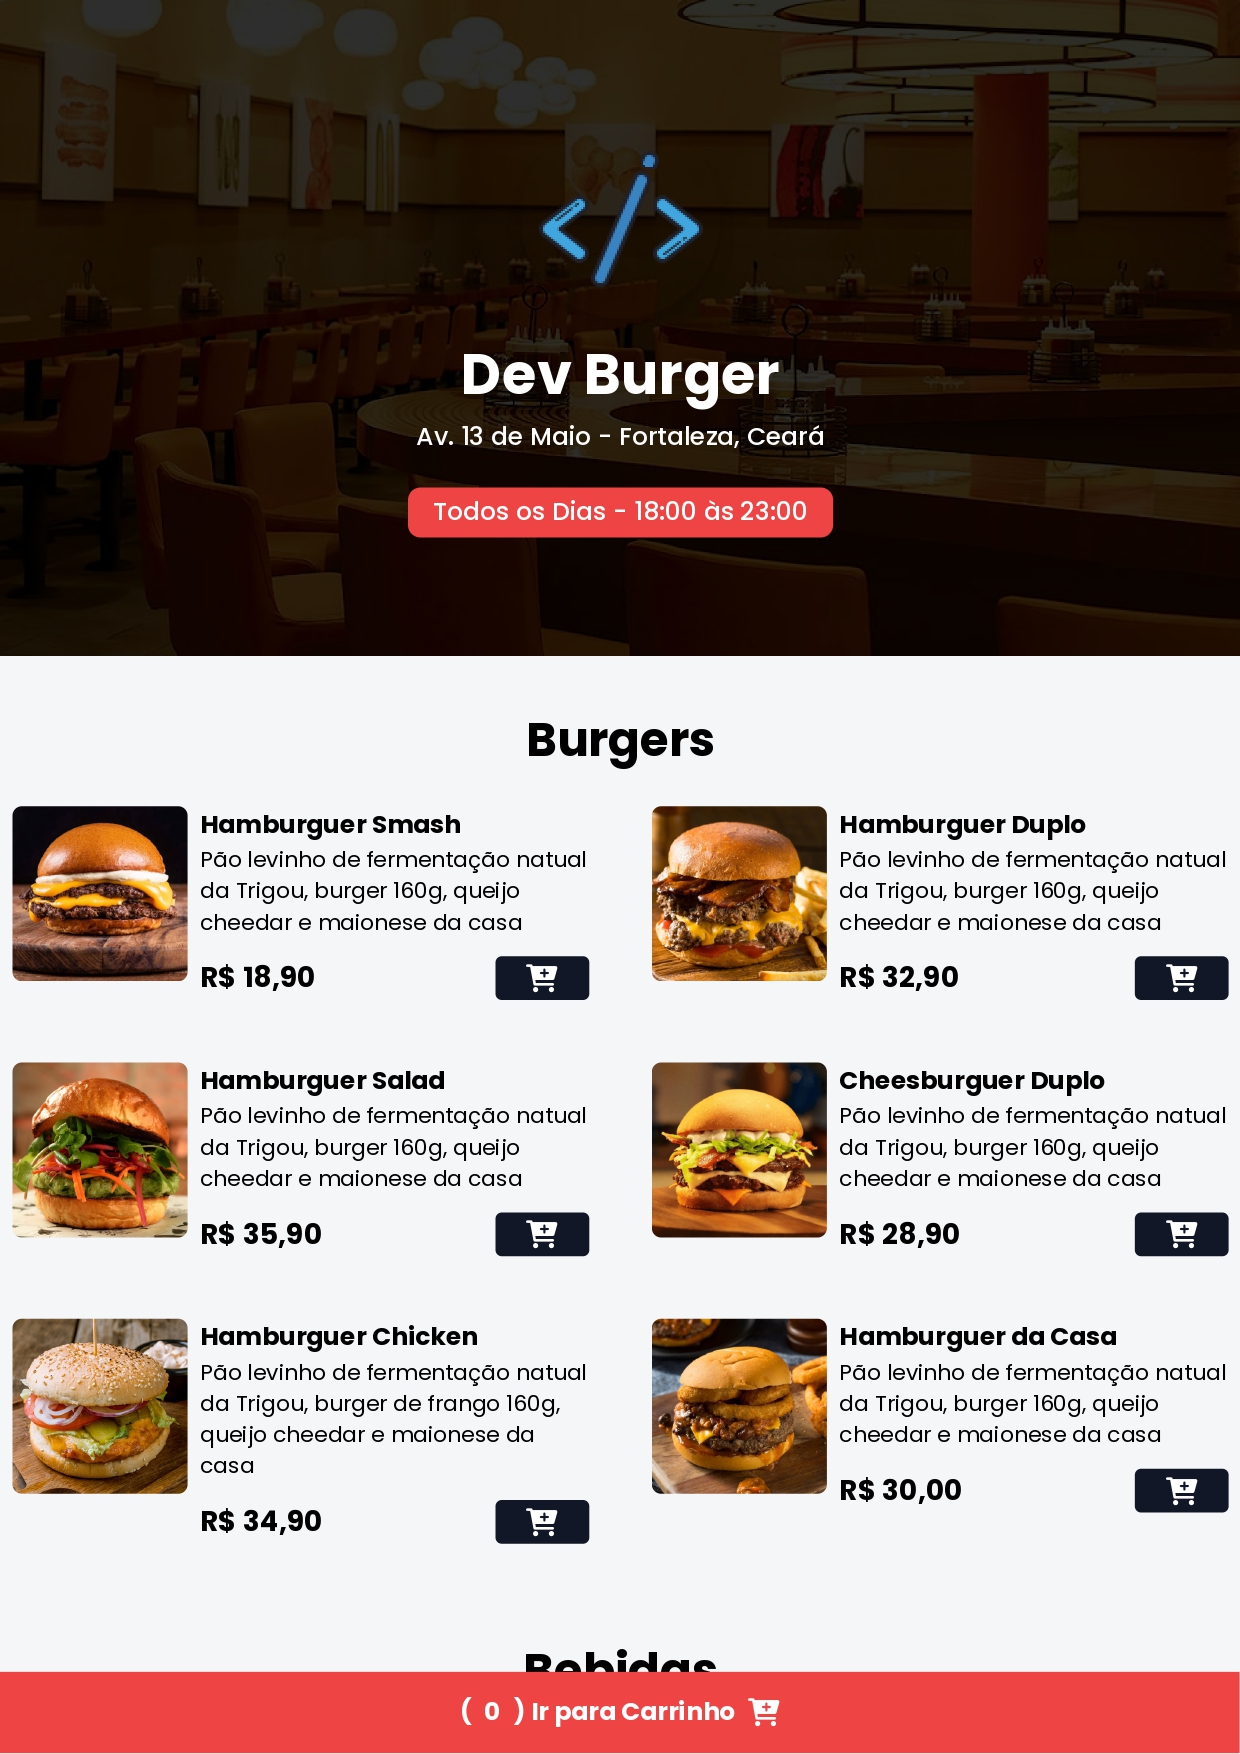 Dev Burger
Av. 13 de Maio - Fortaleza, Ceará
Todos os Dias - 18:00 às 23:00
Burgers
Hamburguer Smash
Pão levinho de fermentação natual
da Trigou, burger 160g, queijo
cheedar e maionese da casa
R$ 18,90
Hamburguer Duplo
Pão levinho de fermentação natual
da Trigou, burger 160g, queijo
cheedar e maionese da casa
R$ 32,90
Hamburguer Salad
Pão levinho de fermentação natual
da Trigou, burger 160g, queijo
cheedar e maionese da casa
R$ 35,90
Cheesburguer Duplo
Pão levinho de fermentação natual
da Trigou, burger 160g, queijo
cheedar e maionese da casa
R$ 28,90
Hamburguer Chicken
Pão levinho de fermentação natual
da Trigou, burger de frango 160g,
queijo cheedar e maionese da
casa
R$ 34,90
Hamburguer da Casa
Pão levinho de fermentação natual
da Trigou, burger 160g, queijo
cheedar e maionese da casa
R$ 30,00
Bebidas
( 0 ) Ir para Carrinho